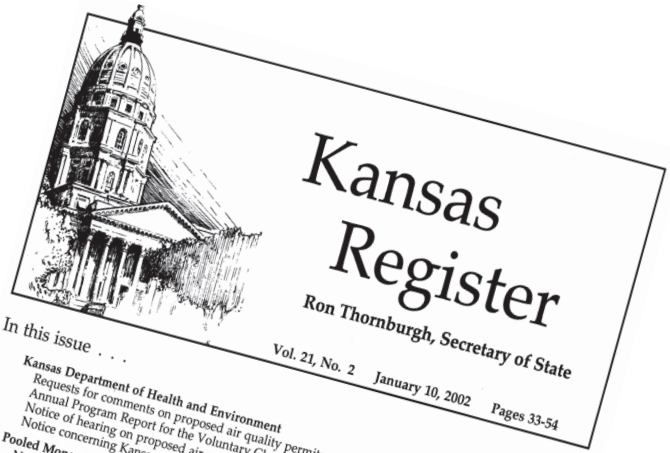 Kansas
Register
Ron Thornburgh, Secretary of State
Vol. 21, No. 2 January 10, 2002 Pages 33-54
In this issue . . .
Kansas Department of Health and Environment
Requests for comments on proposed air quality permit
Annual Program Report for the Voluntary
Notice of hearing on proposed air
Notice concerning
Pooled